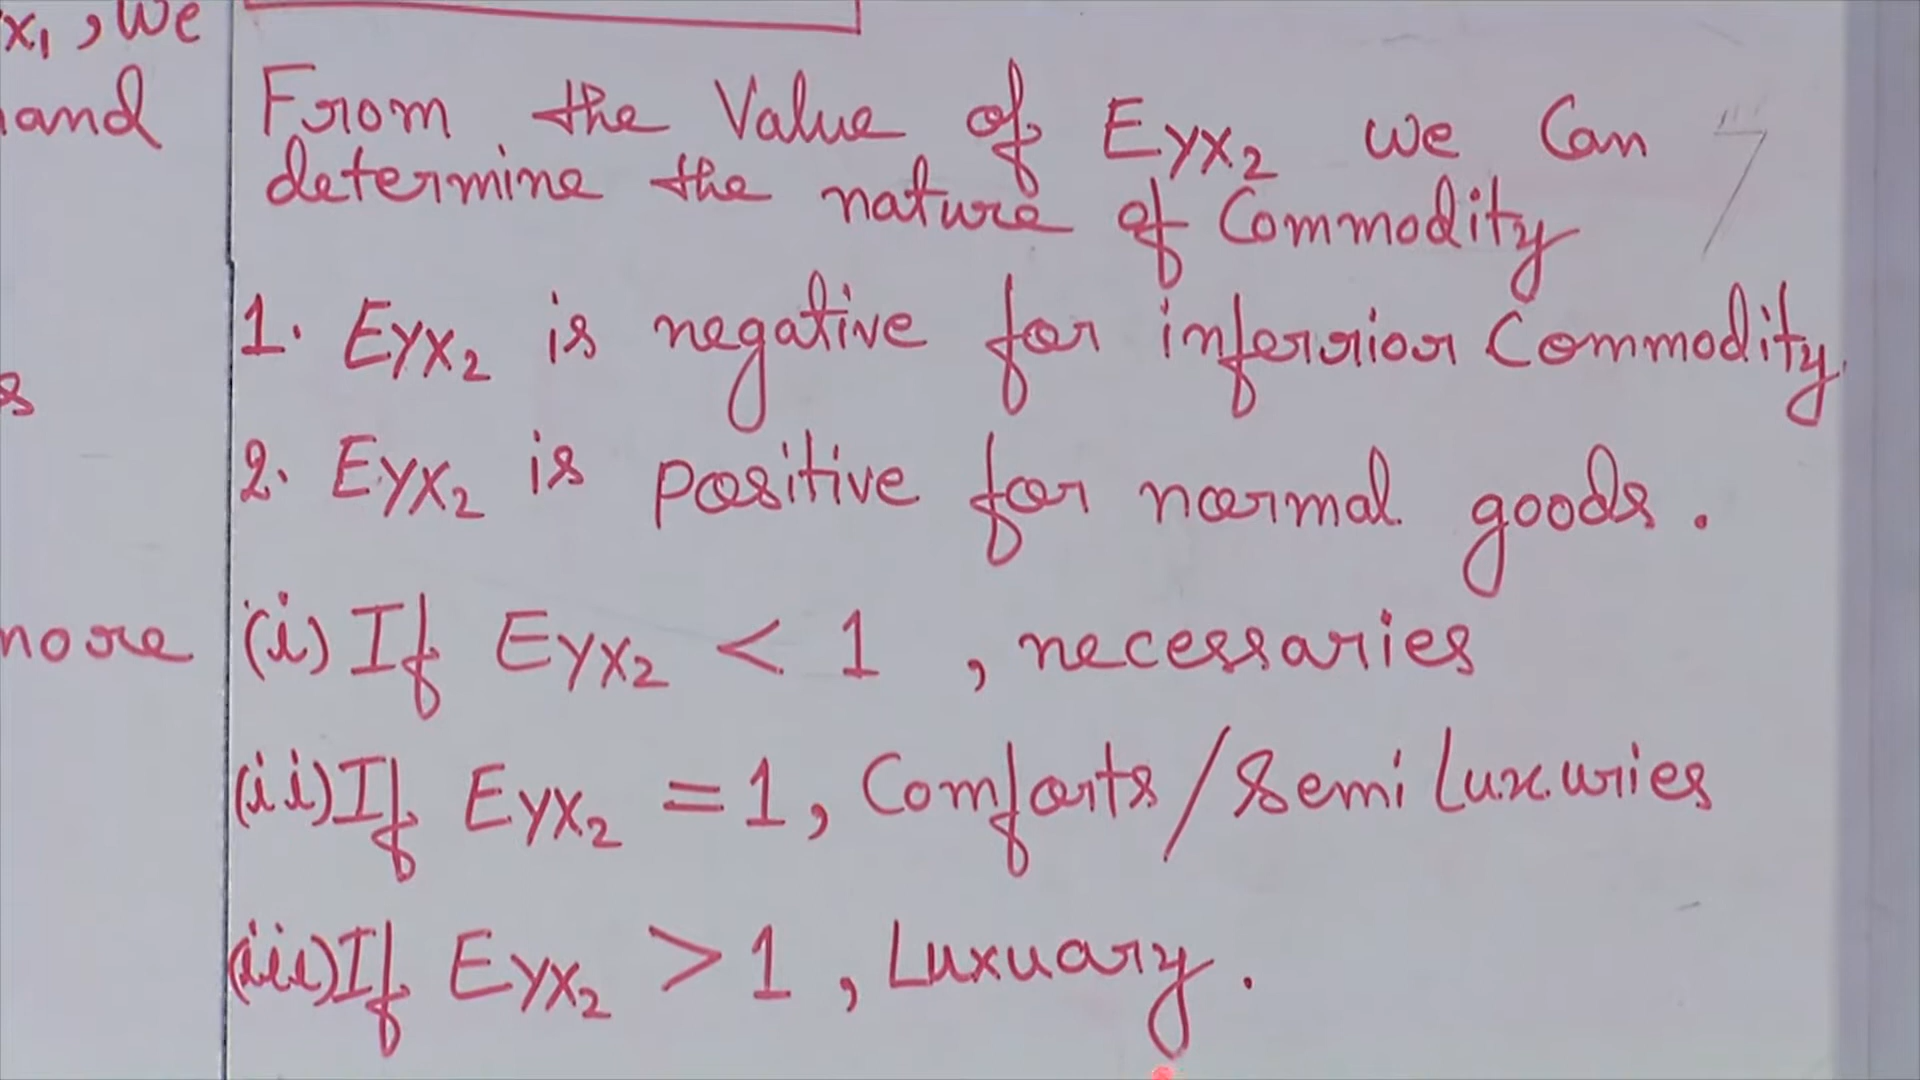 x₁, we
and
s
more
From the Value of EYX₂ we Can
determine the nature of Commodity
1. EYX₂ is negative for inferrior Commodity.
2. EYX₂ is positive for normal goods.
(i) If EYX₂ < 1 , necessaries
(ii) If EYX₂ = 1, Comforts/Semi Luxuries
(iii) If EYX₂ > 1 , Luxuary.